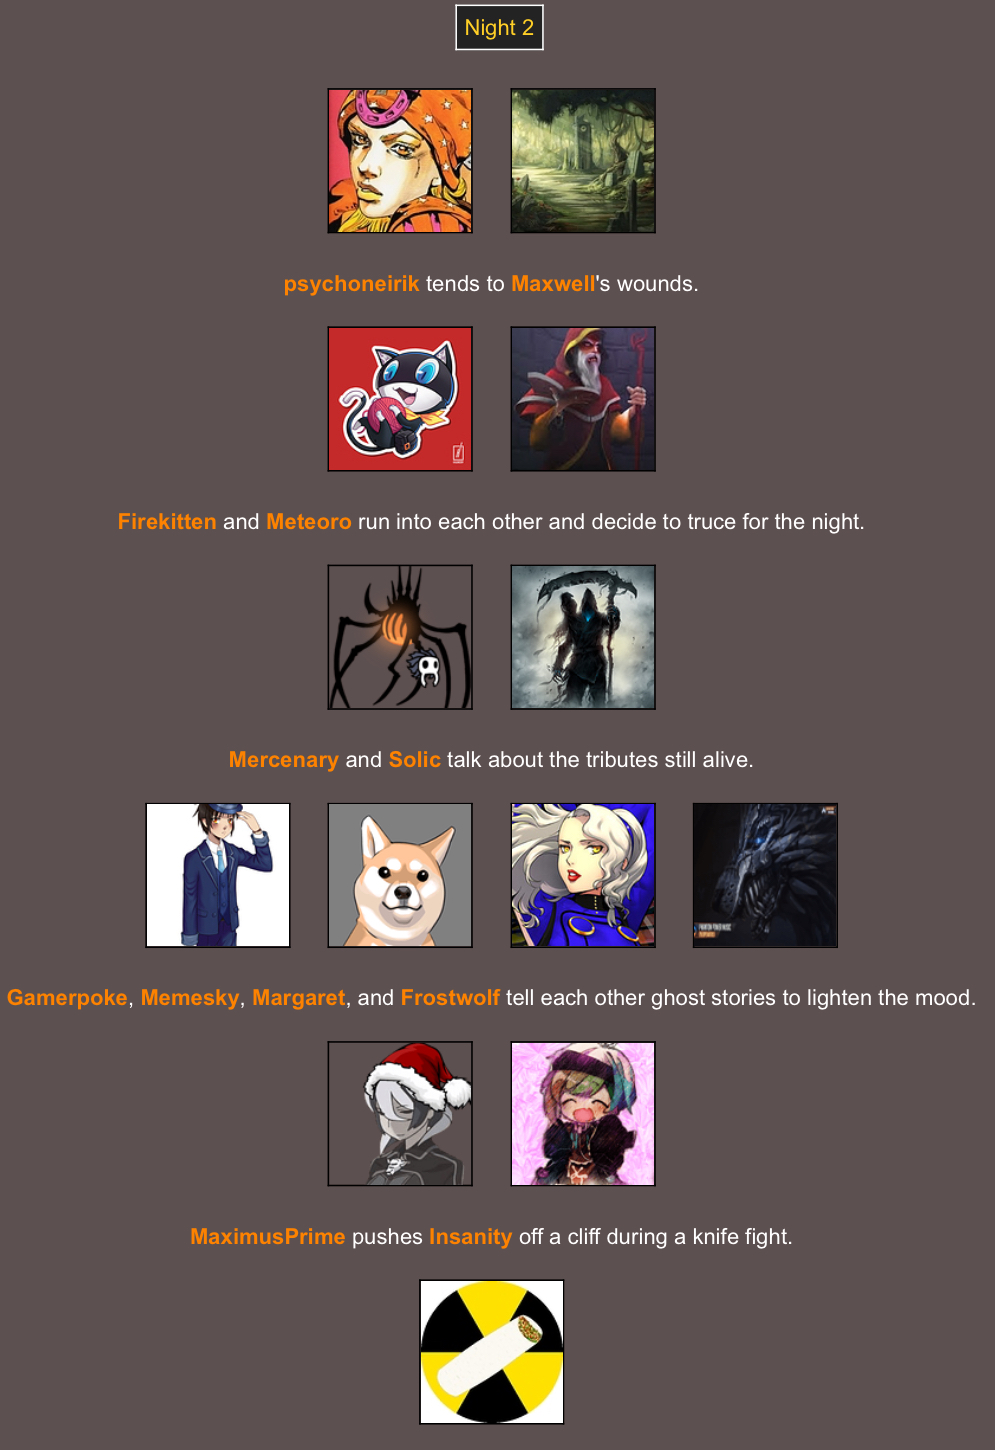 Night 2
psychoneirik tends to Maxwell's wounds.
Firekitten and Meteoro run into each other and decide to truce for the night.
Mercenary and Solic talk about the tributes still alive.
Gamerpoke, Memesky, Margaret, and Frostwolf tell each other ghost stories to lighten the mood.
MaximusPrime pushes Insanity off a cliff during a knife fight.